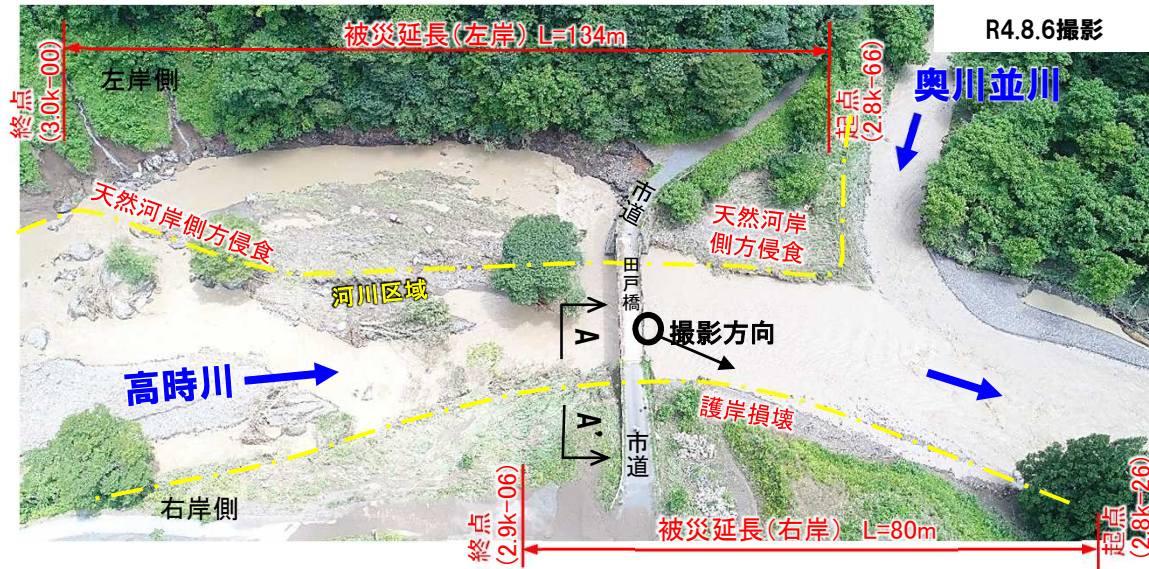 R4.8.6撮影
被災延長(左岸) L=134m
左岸側
終点
(3.0k-00)
起点
(2.8k-66)
奥川並川
天然河岸側方侵食
市道
天然河岸
側方侵食
田戸橋
河川区域
A
撮影方向
高時川
護岸損壊
A'
市道
右岸側
終点
(2.9k-06)
被災延長(右岸) L=80m
起点
(2.8k-26)